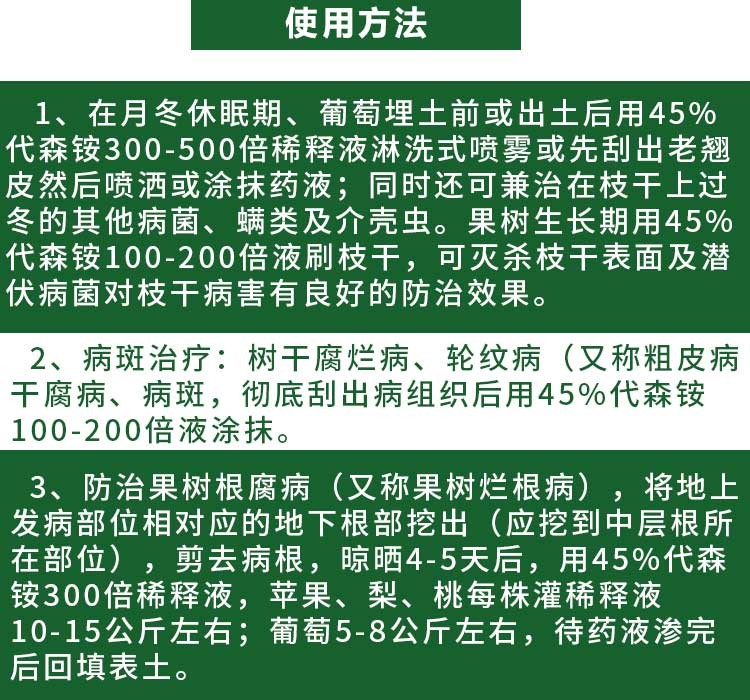 使用方法
1、在月冬休眠期、葡萄埋土前或出土后用45%
代森铵300-500倍稀释液淋洗式喷雾或先刮出老翘
皮然后喷洒或涂抹药液；同时还可兼治在枝干上过
冬的其他病菌、螨类及介壳虫。果树生长期用45%
代森铵100-200倍液刷枝干，可灭杀枝干表面及潜
伏病菌对枝干病害有良好的防治效果。
2、病斑治疗：树干腐烂病、轮纹病（又称粗皮病
干腐病、病斑，彻底刮出病组织后用45%代森铵
100-200倍液涂抹。
3、防治果树根腐病（又称果树烂根病），将地上
发病部位相对应的地下根部挖出（应挖到中层根所
在部位），剪去病根，晾晒4-5天后，用45%代森
铵300倍稀释液，苹果、梨、桃每株灌稀释液
10-15公斤左右；葡萄5-8公斤左右，待药液渗完
后回填表土。